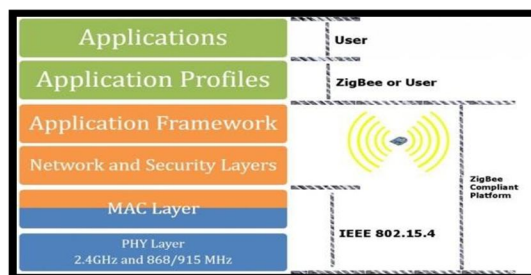 Applications
User
Application Profiles
ZigBee or User
Application Framework
Network and Security Layers
ZigBee
Compliant
Platform
MAC Layer
IEEE 802.15.4
PHY Layer
2.4GHz and 868/915 MHz